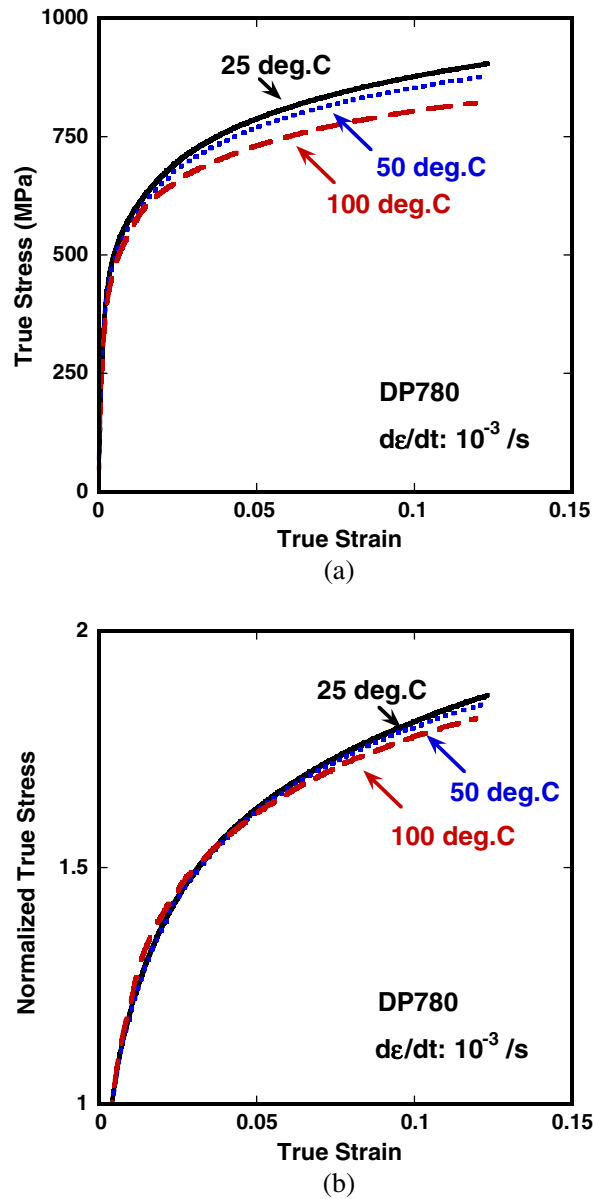 1000
25 deg.C
750
50 deg.C
100 deg.C
True Stress (MPa)
500
250
DP780
dε/dt: 10⁻³ /s
0
0
0.05
0.1
0.15
True Strain
(a)
2
25 deg.C
50 deg.C
100 deg.C
Normalized True Stress
1.5
DP780
dε/dt: 10⁻³ /s
1
0
0.05
0.1
0.15
True Strain
(b)